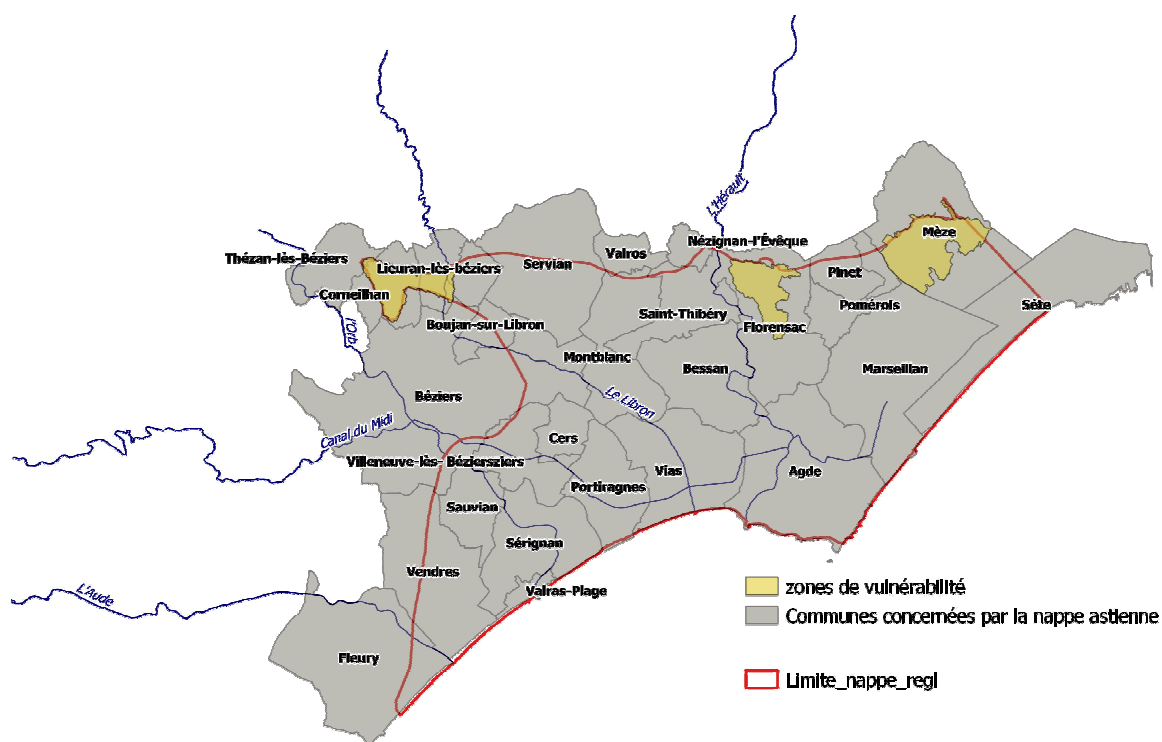 L'Hérault
Mèze
Nézignan-l'Évêque
Valros
Thézan-lès-Béziers
Lieuran-lès-béziers
Servian
Pinet
Corneilhan
Pomérols
Sète
Saint-Thibéry
l'Orb
Boujan-sur-Libron
Florensac
Montblanc
Bessan
Marseillan
Béziers
Le Libron
Canal du Midi
Cers
Villeneuve-lès- Béziersziers
Vias
Agde
Portiragnes
Sauvian
Sérignan
Vendres
L'Aude
Valras-Plage
Fleury
zones de vulnérabilité
Communes concernées par la nappe astienne
Limite_nappe_regl